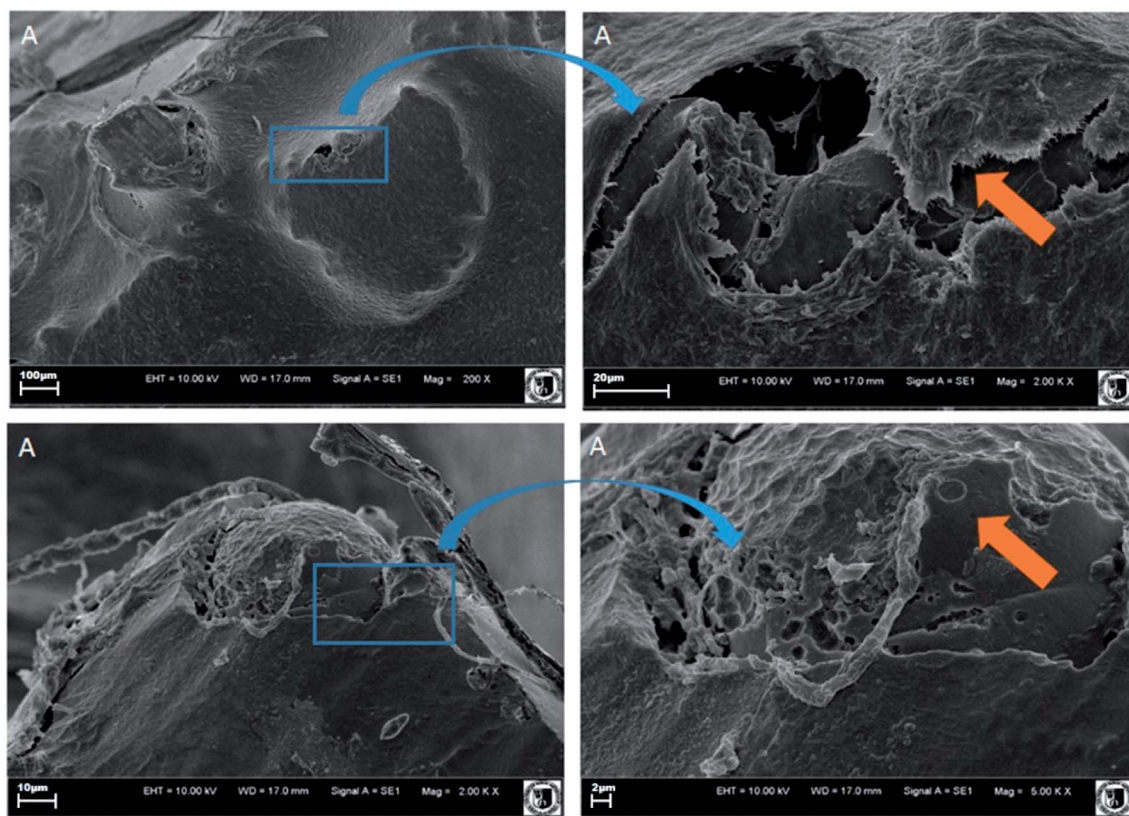 A
100µm
EHT = 10.00 kV WD = 17.0 mm Signal A = SE1 Mag = 200 X
A
20µm
EHT = 10.00 kV WD = 17.0 mm Signal A = SE1 Mag = 2.00 K X
A
10µm
EHT = 10.00 kV WD = 17.0 mm Signal A = SE1 Mag = 2.00 K X
A
2µm
EHT = 10.00 kV WD = 17.0 mm Signal A = SE1 Mag = 5.00 K X